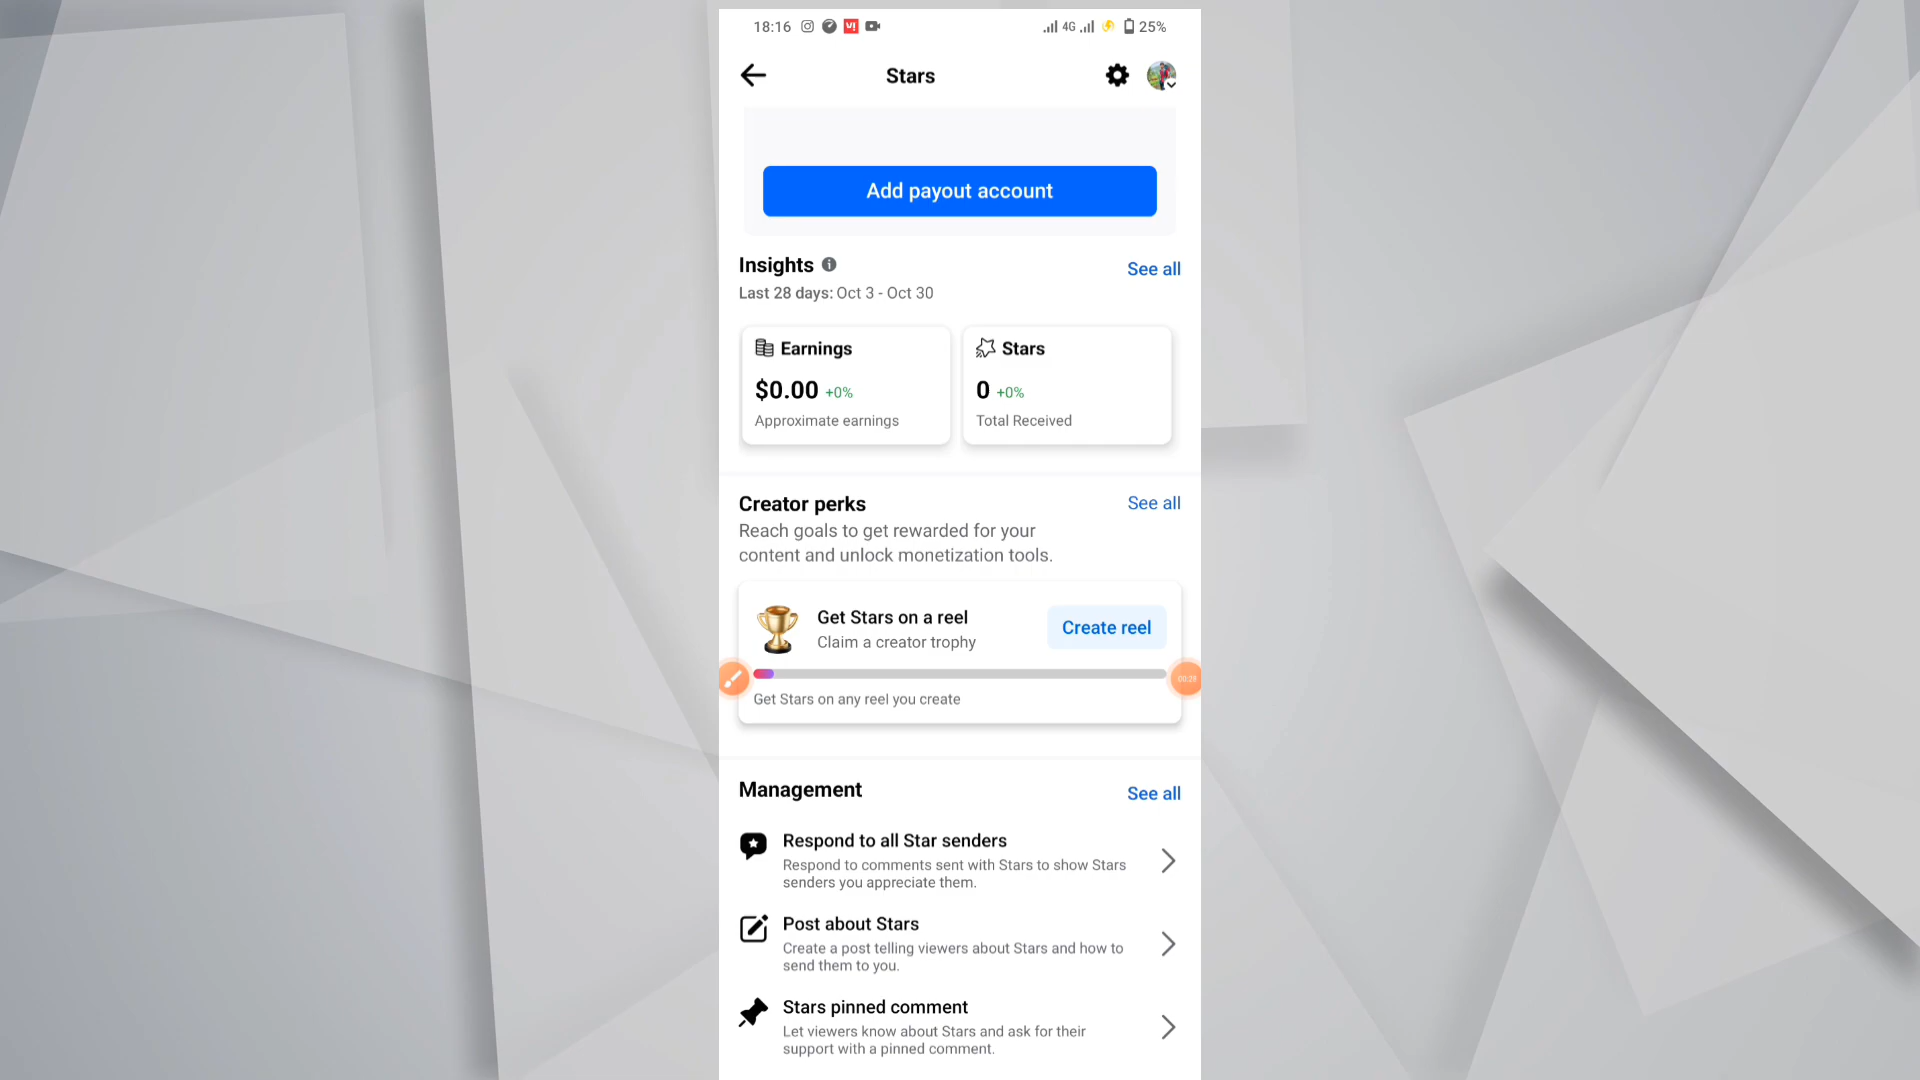 18:16 4G 25%
Stars
Add payout account
Insights
See all
Last 28 days: Oct 3 - Oct 30
Earnings
$0.00 +0%
Approximate earnings
Stars
0 +0%
Total Received
Creator perks
See all
Reach goals to get rewarded for your
content and unlock monetization tools.
Get Stars on a reel
Claim a creator trophy
Create reel
Get Stars on any reel you create
Management
See all
Respond to all Star senders
Respond to comments sent with Stars to show Stars
senders you appreciate them.
Post about Stars
Create a post telling viewers about Stars and how to
send them to you.
Stars pinned comment
Let viewers know about Stars and ask for their
support with a pinned comment.